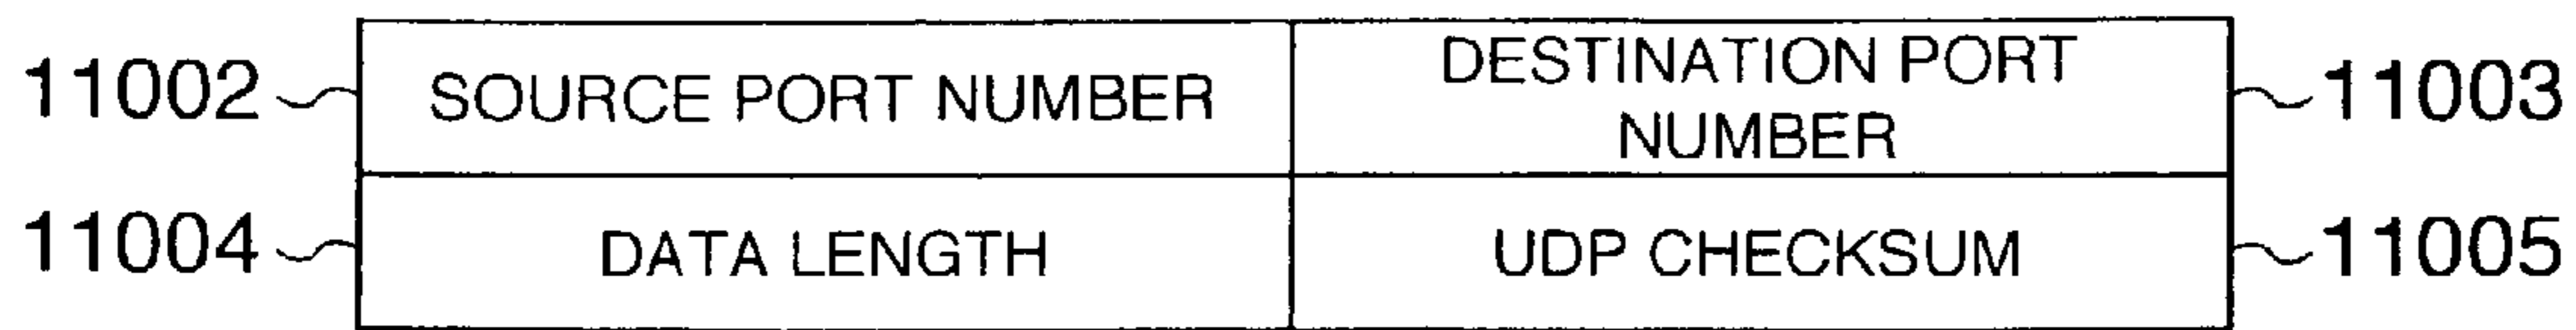 11002 SOURCE PORT NUMBER DESTINATION PORT NUMBER 11003
11004 DATA LENGTH UDP CHECKSUM 11005